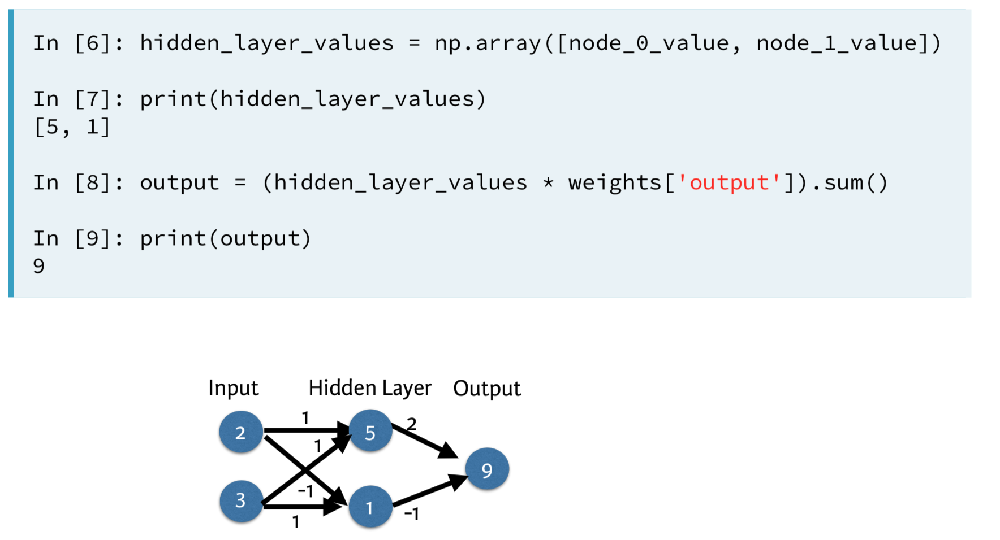 In [6]: hidden_layer_values = np.array([node_0_value, node_1_value])
In [7]: print(hidden_layer_values)
[5, 1]
In [8]: output = (hidden_layer_values * weights['output']).sum()
In [9]: print(output)
9
Input Hidden Layer Output
1
2
2 5
1
9
-1
3 1
1 -1